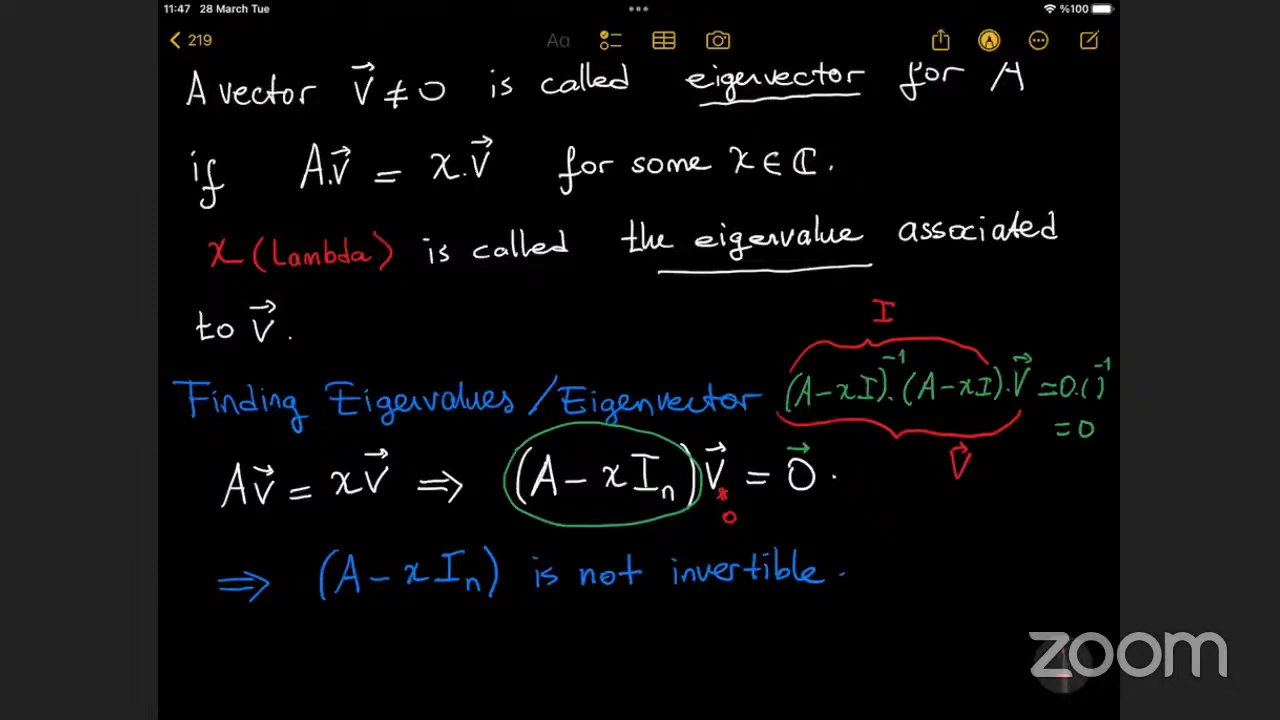 11:47 28 March Tue %100
219 Aa
A vector v⃗ ≠ 0 is called eigenvector for A
if A.v⃗ = λ.v⃗ for some λ ∈ ℂ.
λ (Lambda) is called the eigenvalue associated
to v⃗.
I
(A-λI)⁻¹.(A-λI).v⃗ = 0.( )⁻¹
= 0
Finding Eigenvalues / Eigenvector
v⃗
Av⃗ = λv⃗ ⇒ (A - λIₙ)v⃗ = 0⃗.
⇒ (A - λIₙ) is not invertible.
zoom